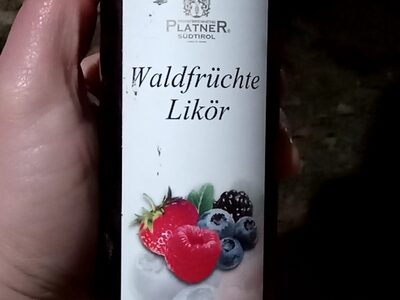 PLATNER®
SÜDTIROL
Waldfrüchte
Likör